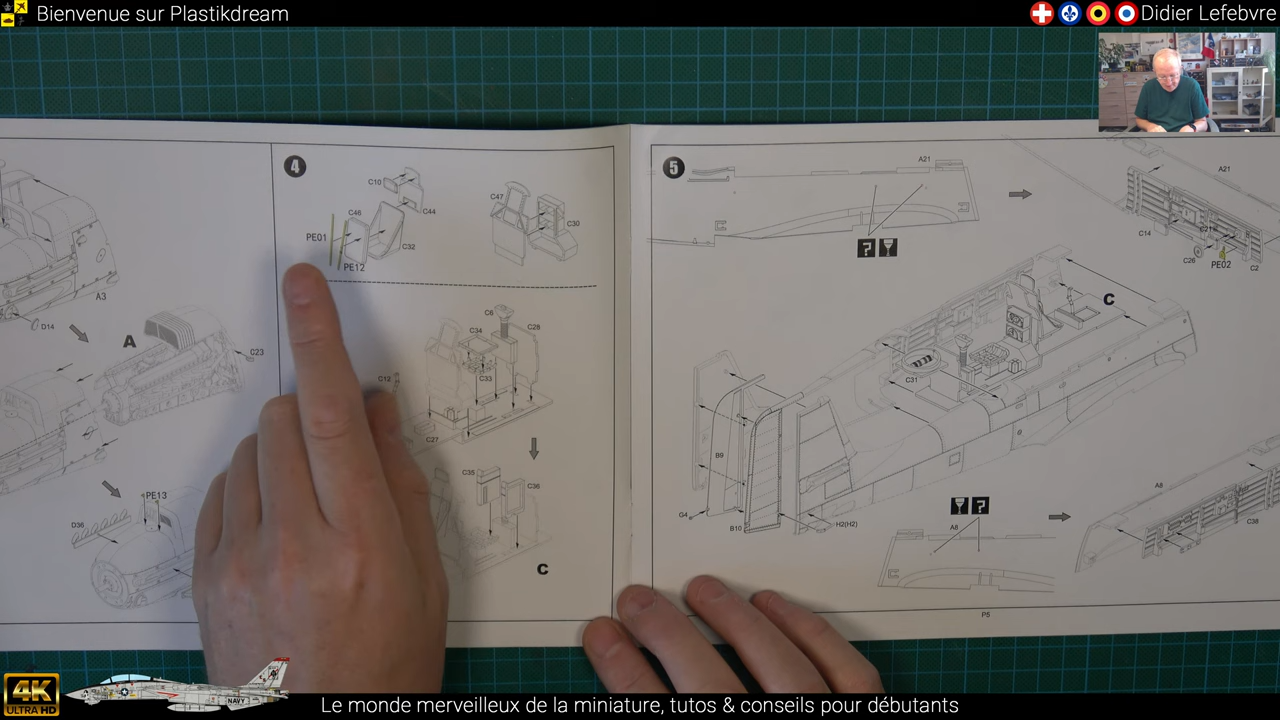 Bienvenue sur Plastikdream
Didier Lefebvre
4
C10
C44
C46
C32
PE01
PE12
C47
C30
A3
D14
A
C23
C6
C34
C28
C33
C12
C27
C35
C36
C
PE13
D36
5
A21
A21
C14
C21
C26
PE02
C2
?
C
C31
B9
G4
B10
H2(H2)
?
A8
A8
C38
P5
4K
ULTRA HD
NAVY
Le monde merveilleux de la miniature, tutos & conseils pour débutants